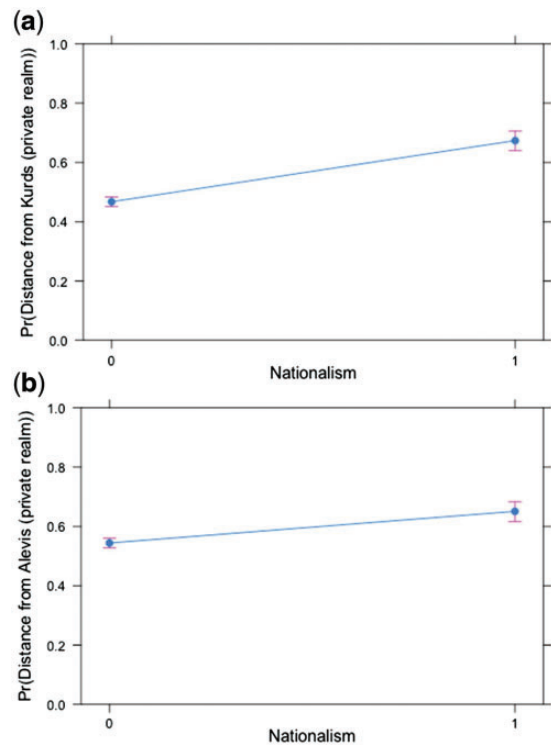 (a)
Pr(Distance from Kurds (private realm))
1.0
0.8
0.6
0.4
0.2
0.0
0
1
Nationalism
(b)
Pr(Distance from Alevis (private realm))
1.0
0.8
0.6
0.4
0.2
0.0
0
1
Nationalism